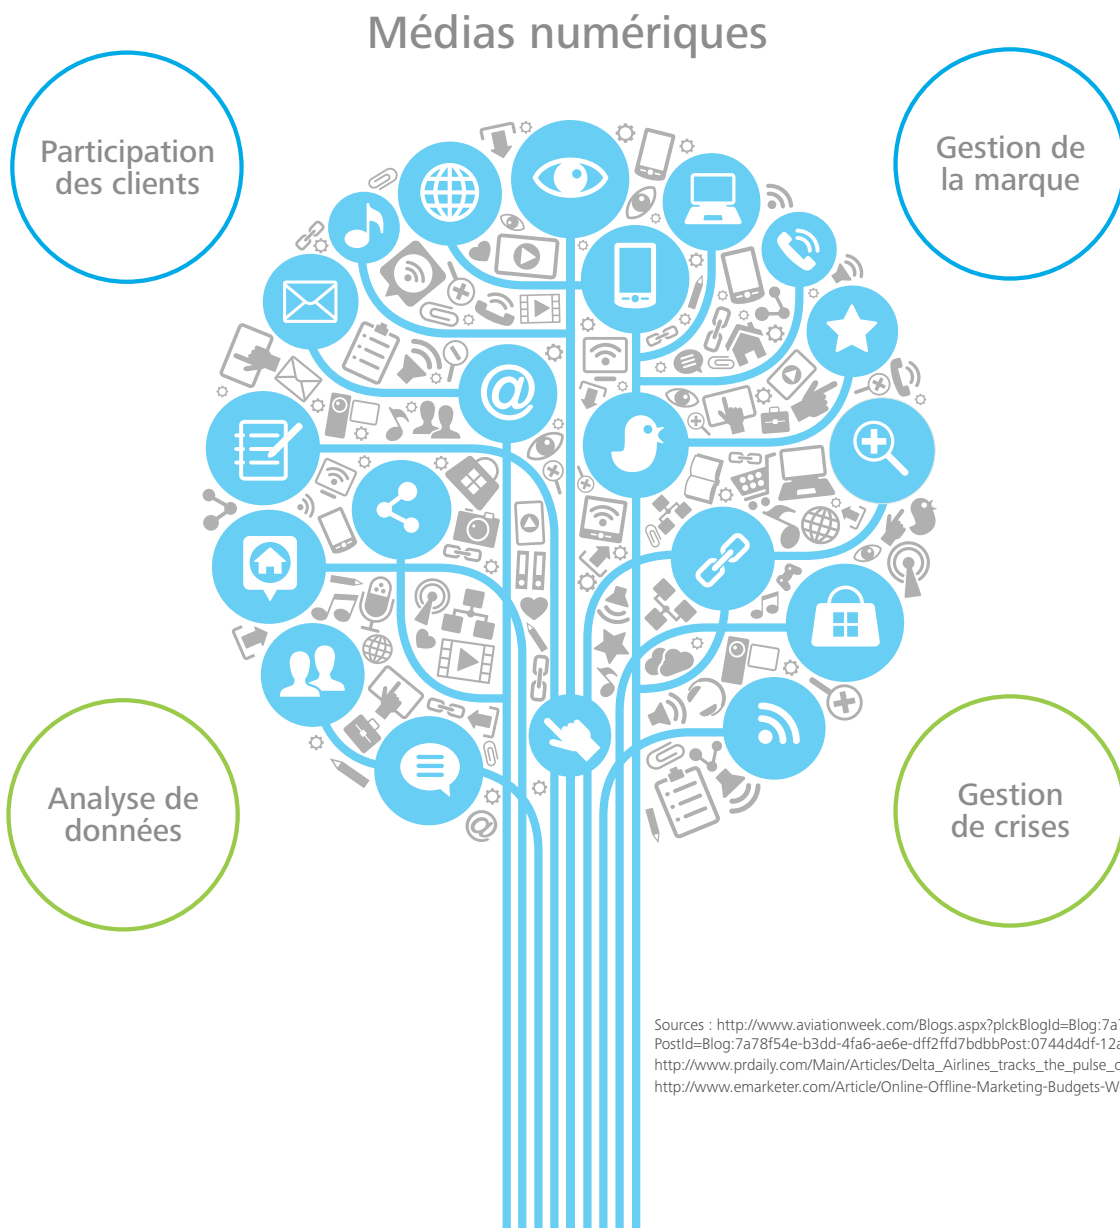 Médias numériques
Participation
des clients
Gestion de
la marque
Analyse de
données
Gestion
de crises
Sources : http://www.aviationweek.com/Blogs.aspx?plckBlogId=Blog:7a7
PostId=Blog:7a78f54e-b3dd-4fa6-ae6e-dff2ffd7bdbbPost:0744d4df-12a
http://www.prdaily.com/Main/Articles/Delta_Airlines_tracks_the_pulse_o
http://www.emarketer.com/Article/Online-Offline-Marketing-Budgets-W